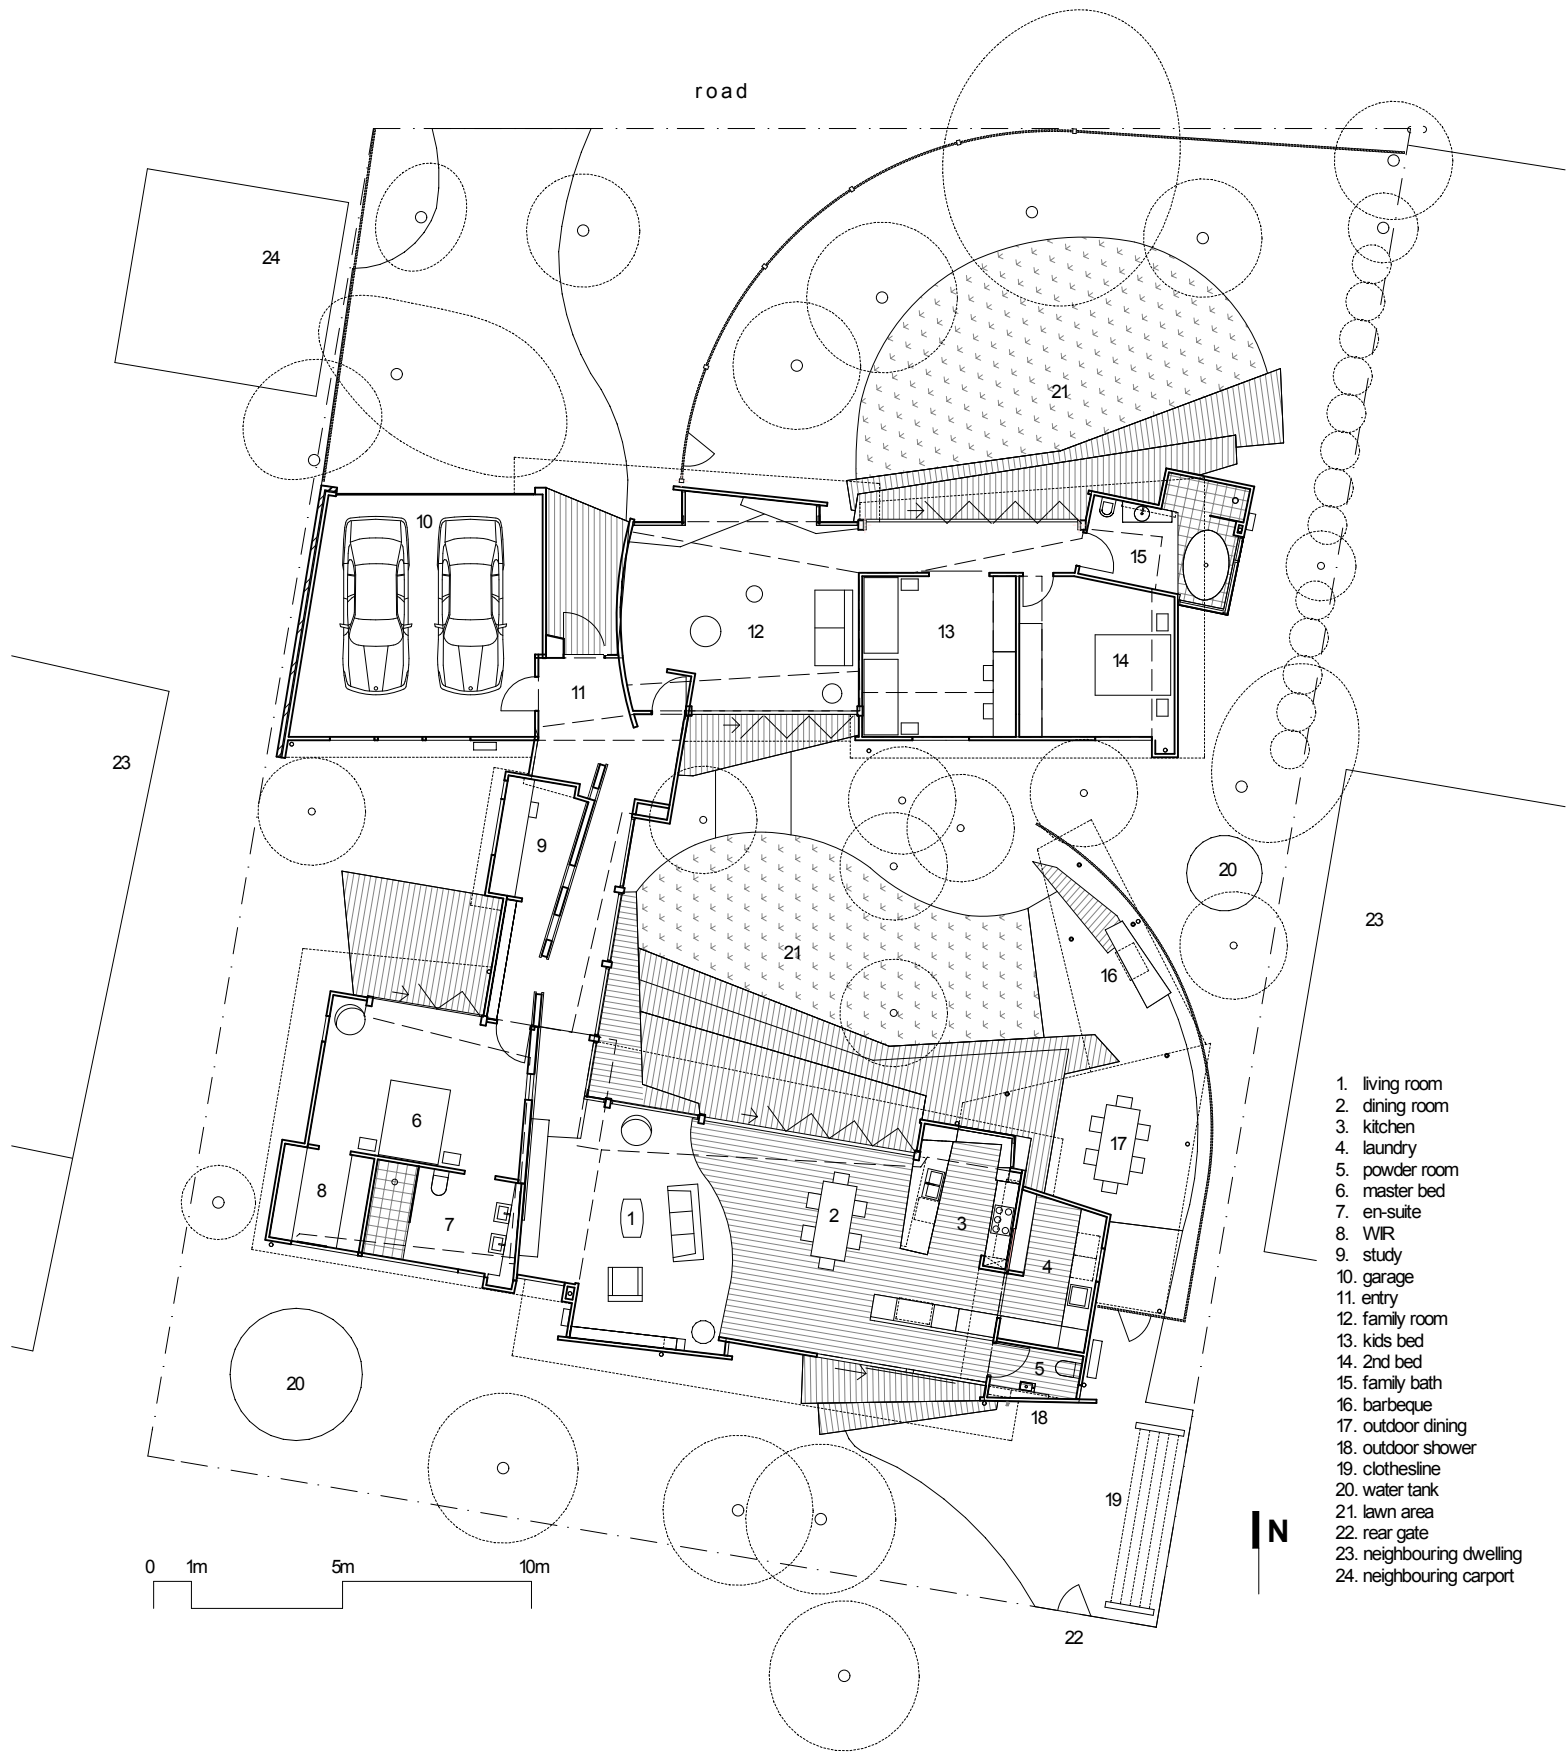 road
24
21
10
15
12
13
14
11
23
9
20
23
21
16
6
17
8
7
1
2
3
4
5
20
18
19
N
22
0 1m 5m 10m
1. living room
2. dining room
3. kitchen
4. laundry
5. powder room
6. master bed
7. en-suite
8. WIR
9. study
10. garage
11. entry
12. family room
13. kids bed
14. 2nd bed
15. family bath
16. barbeque
17. outdoor dining
18. outdoor shower
19. clothesline
20. water tank
21. lawn area
22. rear gate
23. neighbouring dwelling
24. neighbouring carport